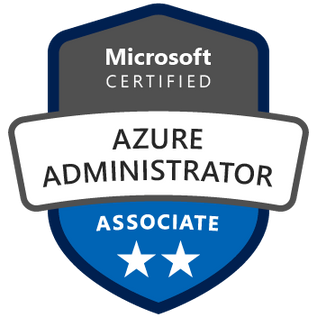 Microsoft
CERTIFIED
AZURE
ADMINISTRATOR
ASSOCIATE